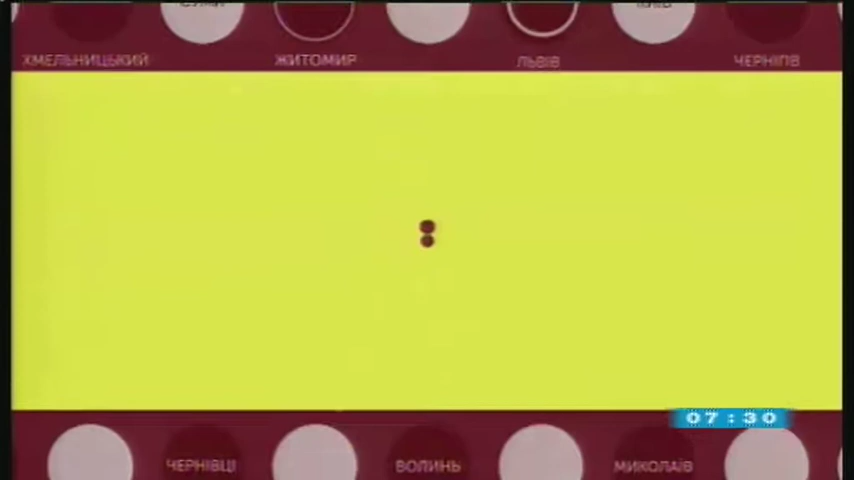 ХМЕЛЬНИЦЬКИЙ ЖИТОМИР ЛЬВІВ ЧЕРНІГІВ
07:30
ЧЕРНІВЦІ ВОЛИНЬ МИКОЛАЇВ